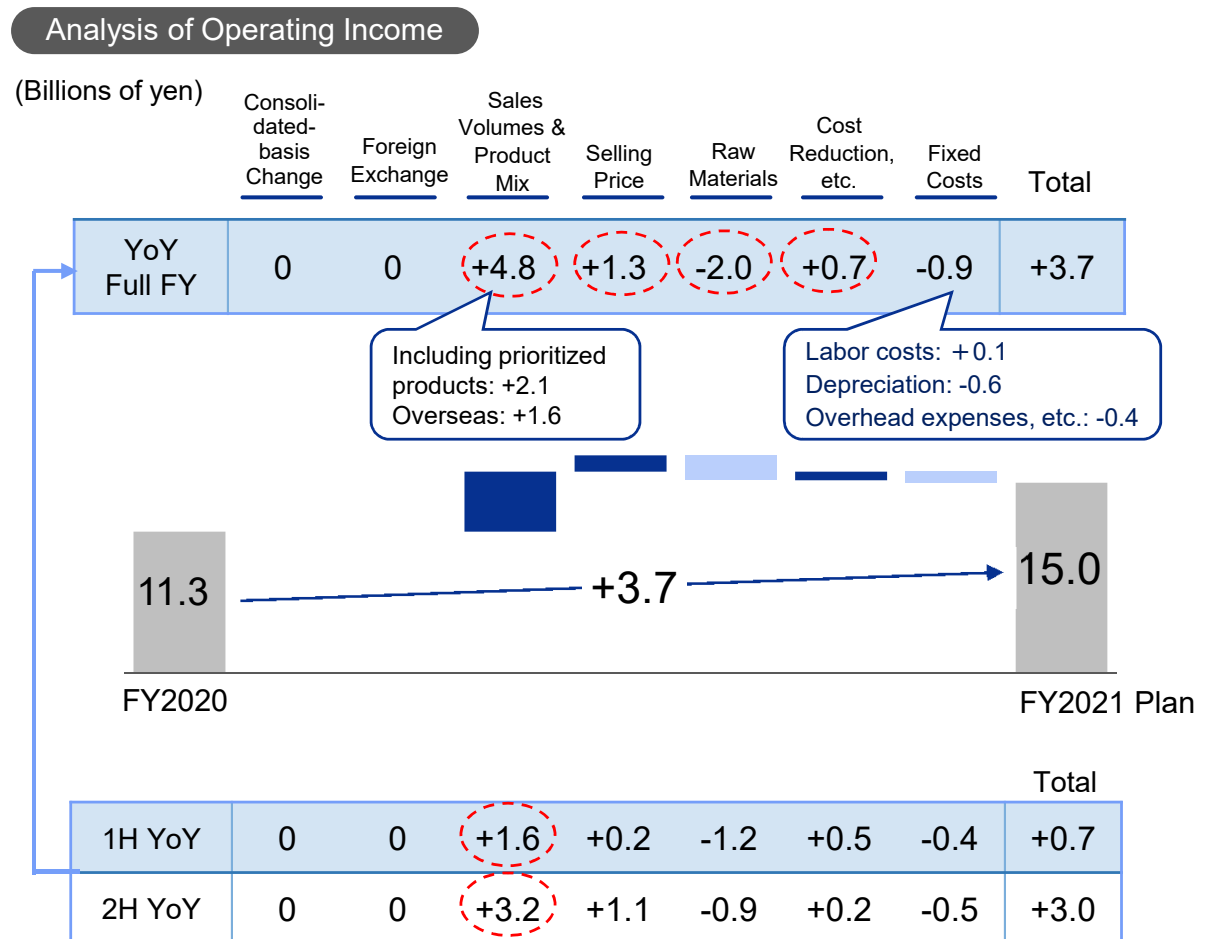 Analysis of Operating Income
(Billions of yen)
Consoli-
dated-
basis
Change
Foreign
Exchange
Sales
Volumes &
Product
Mix
Selling
Price
Raw
Materials
Cost
Reduction,
etc.
Fixed
Costs
Total
YoY
Full FY
0 0 +4.8 +1.3 -2.0 +0.7 -0.9 +3.7
Including prioritized
products: +2.1
Overseas: +1.6
Labor costs: +0.1
Depreciation: -0.6
Overhead expenses, etc.: -0.4
11.3
+3.7
15.0
FY2020
FY2021 Plan
Total
1H YoY 0 0 +1.6 +0.2 -1.2 +0.5 -0.4 +0.7
2H YoY 0 0 +3.2 +1.1 -0.9 +0.2 -0.5 +3.0